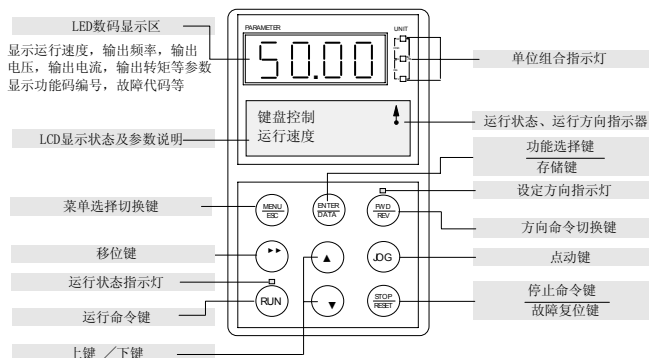 LED数码显示区
显示运行速度，输出频率，输出
电压，输出电流，输出转矩等参数
显示功能码编号，故障代码等
LCD显示状态及参数说明
菜单选择切换键
移位键
运行状态指示灯
运行命令键
上键 ／下键
PARAMETER
UNIT
50.00
键盘控制
运行速度
MENU
ESC
ENTER
DATA
FWD
REV
▶▶
▲
JOG
RUN
▼
STOP
RESET
单位组合指示灯
运行状态、运行方向指示器
功能选择键
存储键
设定方向指示灯
方向命令切换键
点动键
停止命令键
故障复位键